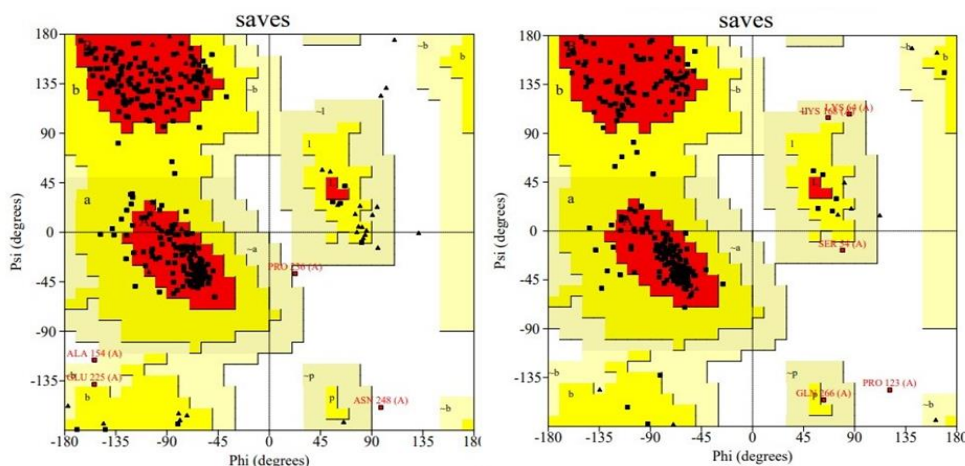 saves
180
135
90
45
0
-45
-90
-135
-180
Psi (degrees)
b
~b
~b
b
~l
l
a
~a
PRO 236 (A)
ALA 154 (A)
GLU 225 (A)
ASN 248 (A)
b
~p
p
~b
-180 -135 -90 -45 0 45 90 135 180
Phi (degrees)
saves
180
135
90
45
0
-45
-90
-135
-180
Psi (degrees)
b
~b
~b
b
LYS 64 (A)
l
a
~a
SER 54 (A)
PRO 123 (A)
GLN 266 (A)
~b
b
~p
~b
-180 -135 -90 -45 0 45 90 135 180
Phi (degrees)